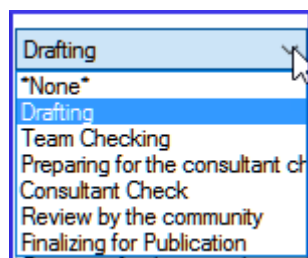 Drafting
*None*
Drafting
Team Checking
Preparing for the consultant ch
Consultant Check
Review by the community
Finalizing for Publication